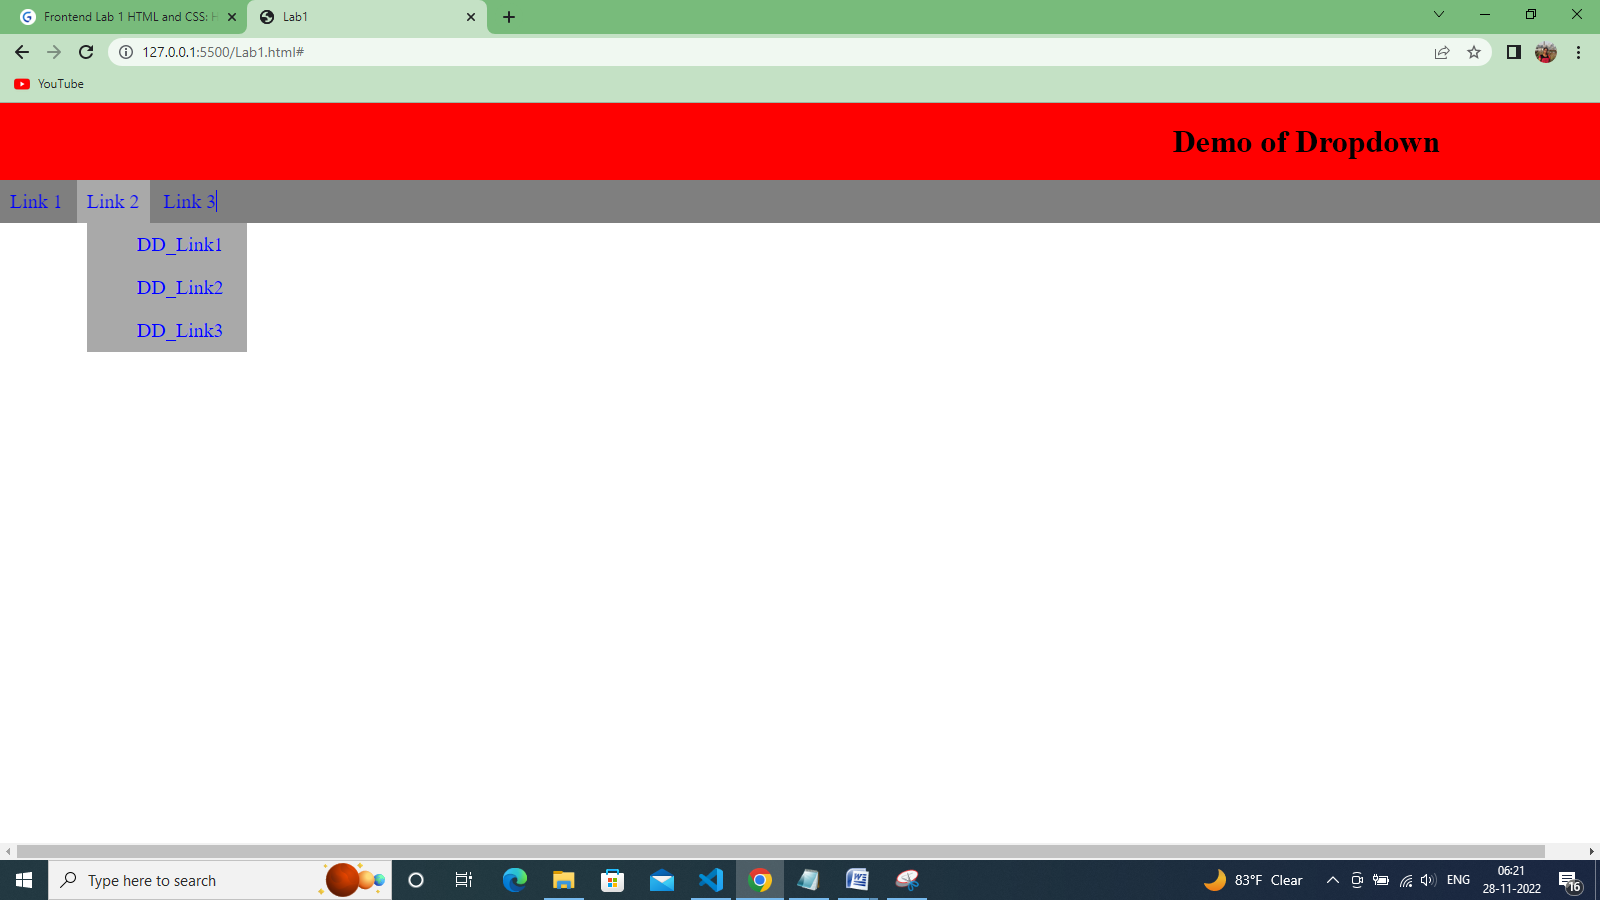 Frontend Lab 1 HTML and CSS: H
Lab1
127.0.0.1:5500/Lab1.html#
YouTube
Demo of Dropdown
Link 1 Link 2 Link 3
DD_Link1
DD_Link2
DD_Link3
Type here to search
83°F Clear
ENG
06:21
28-11-2022
16